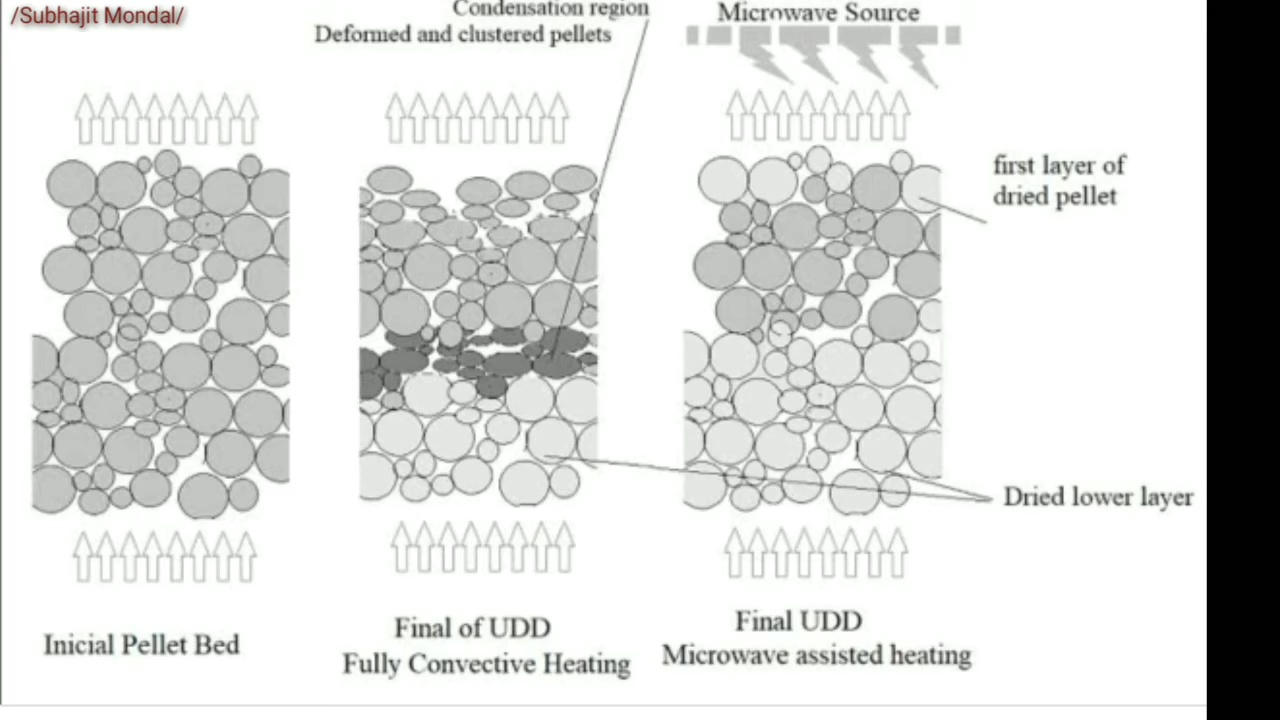 /Subhajit Mondal/
Condensation region
Deformed and clustered pellets
Microwave Source
first layer of
dried pellet
Dried lower layer
Inicial Pellet Bed
Final of UDD
Fully Convective Heating
Final UDD
Microwave assisted heating